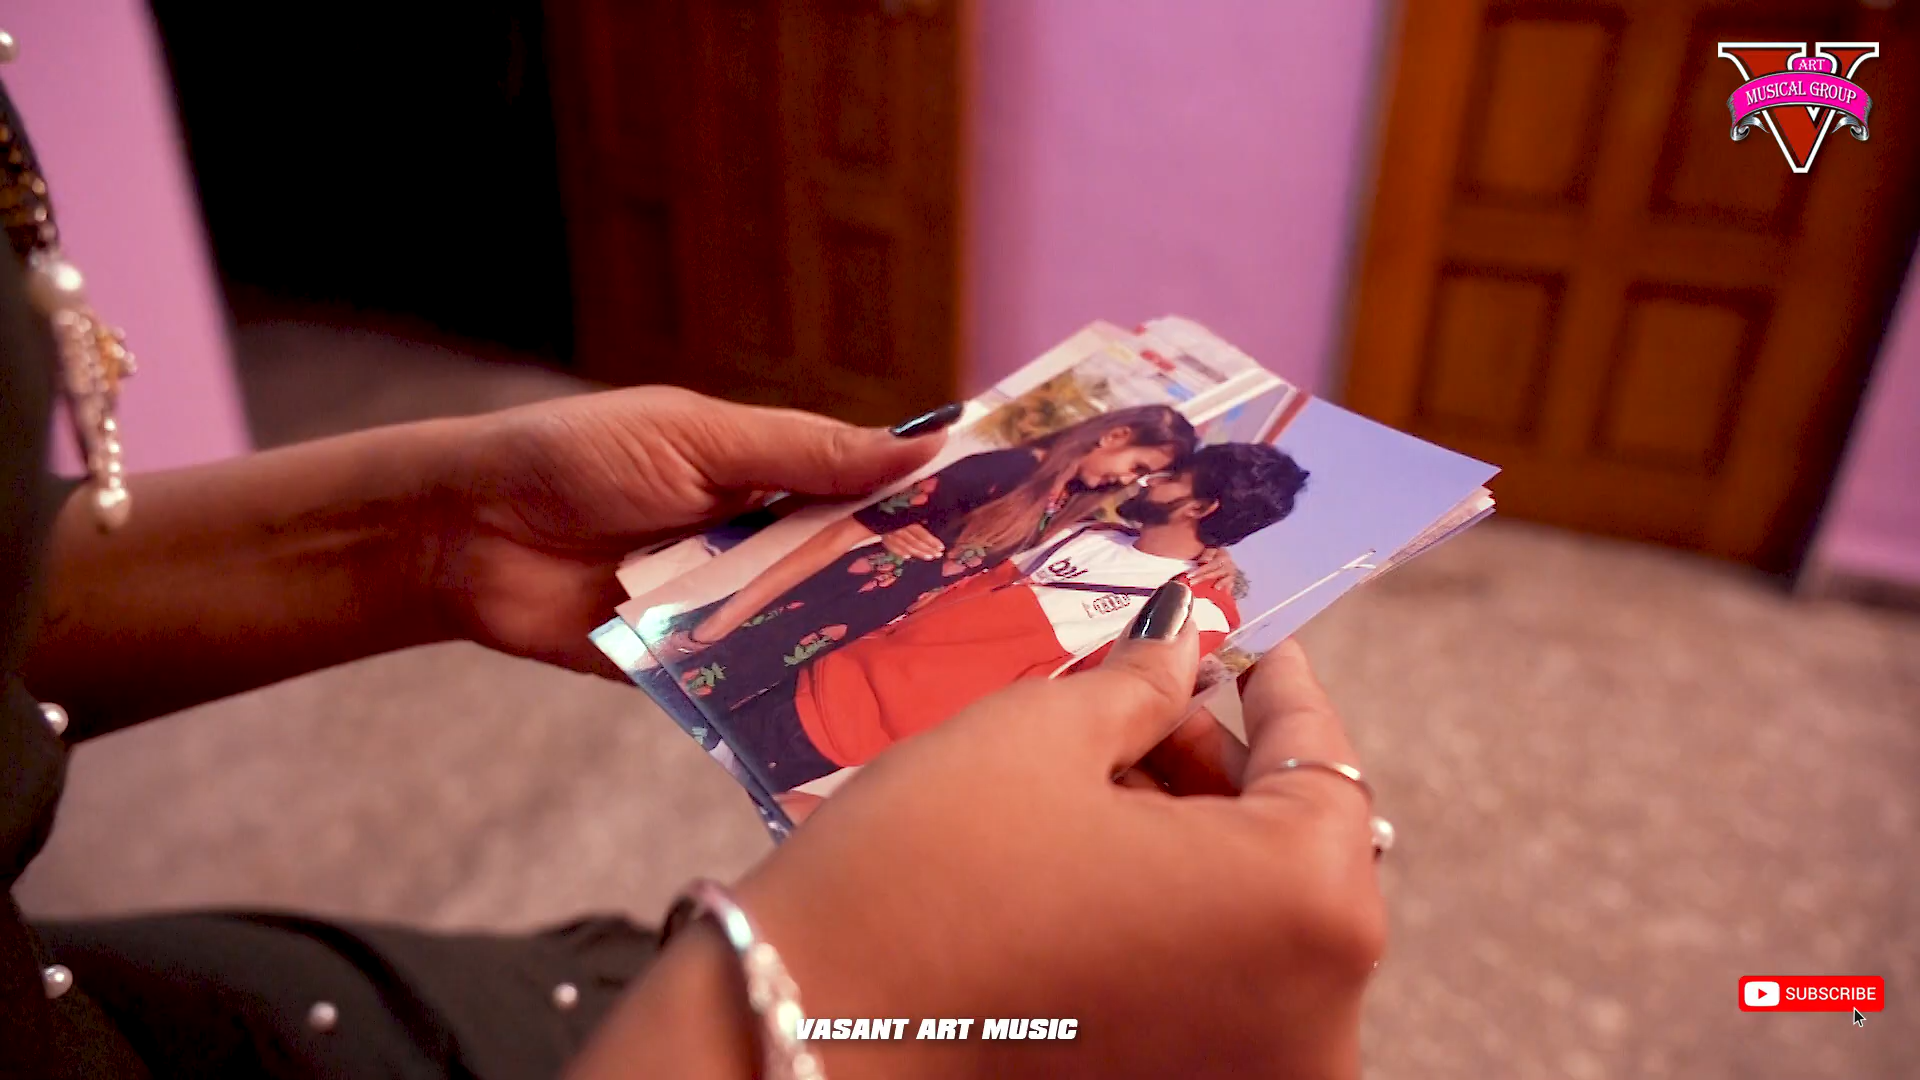 ART
MUSICAL GROUP
V
SUBSCRIBE
VASANT ART MUSIC